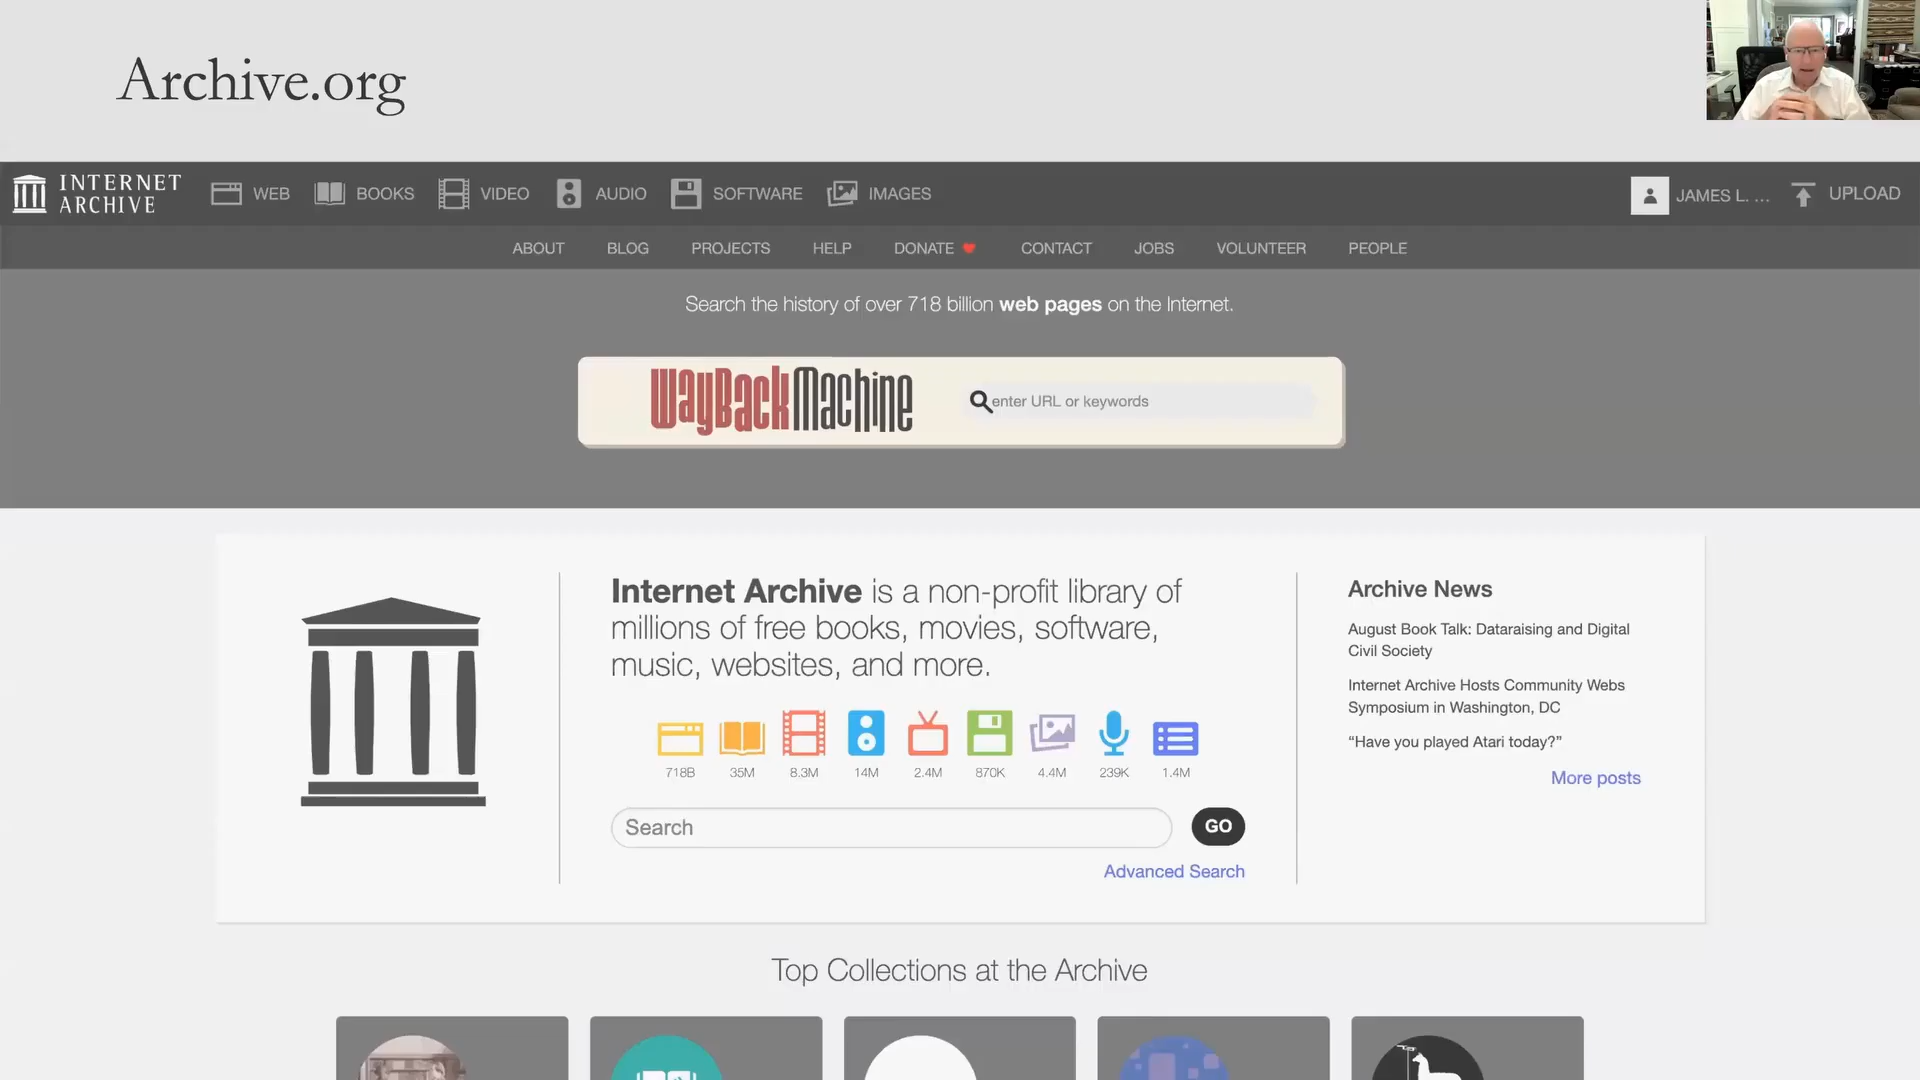 Archive.org
INTERNET
ARCHIVE
WEB
BOOKS
VIDEO
AUDIO
SOFTWARE
IMAGES
JAMES L. ...
UPLOAD
ABOUT
BLOG
PROJECTS
HELP
DONATE
CONTACT
JOBS
VOLUNTEER
PEOPLE
Search the history of over 718 billion web pages on the Internet.
WayBackMachine
enter URL or keywords
Internet Archive is a non-profit library of
millions of free books, movies, software,
music, websites, and more.
718B
35M
8.3M
14M
2.4M
870K
4.4M
239K
1.4M
Search
GO
Advanced Search
Archive News
August Book Talk: Dataraising and Digital
Civil Society
Internet Archive Hosts Community Webs
Symposium in Washington, DC
“Have you played Atari today?”
More posts
Top Collections at the Archive